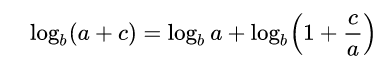 log_b(a + c) = log_b a + log_b(1 + c/a)